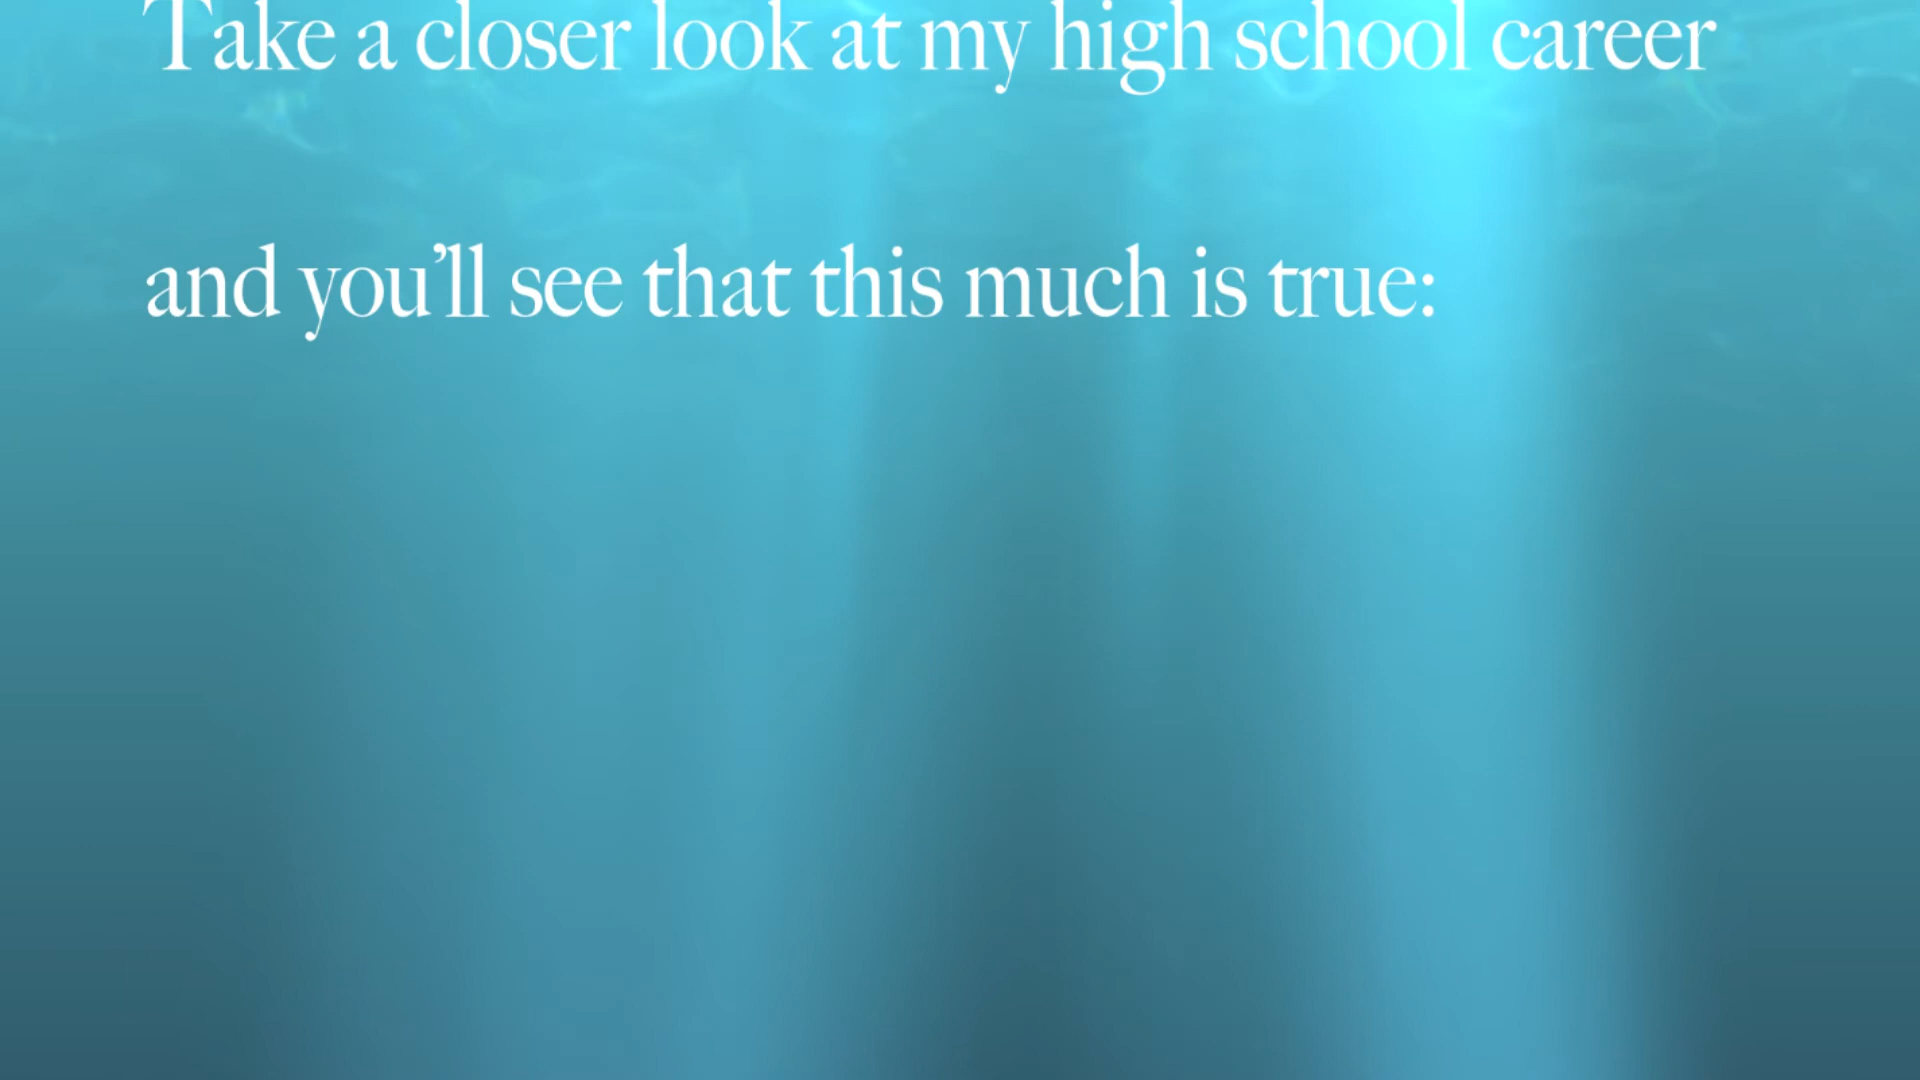 Take a closer look at my high school career
and you’ll see that this much is true: